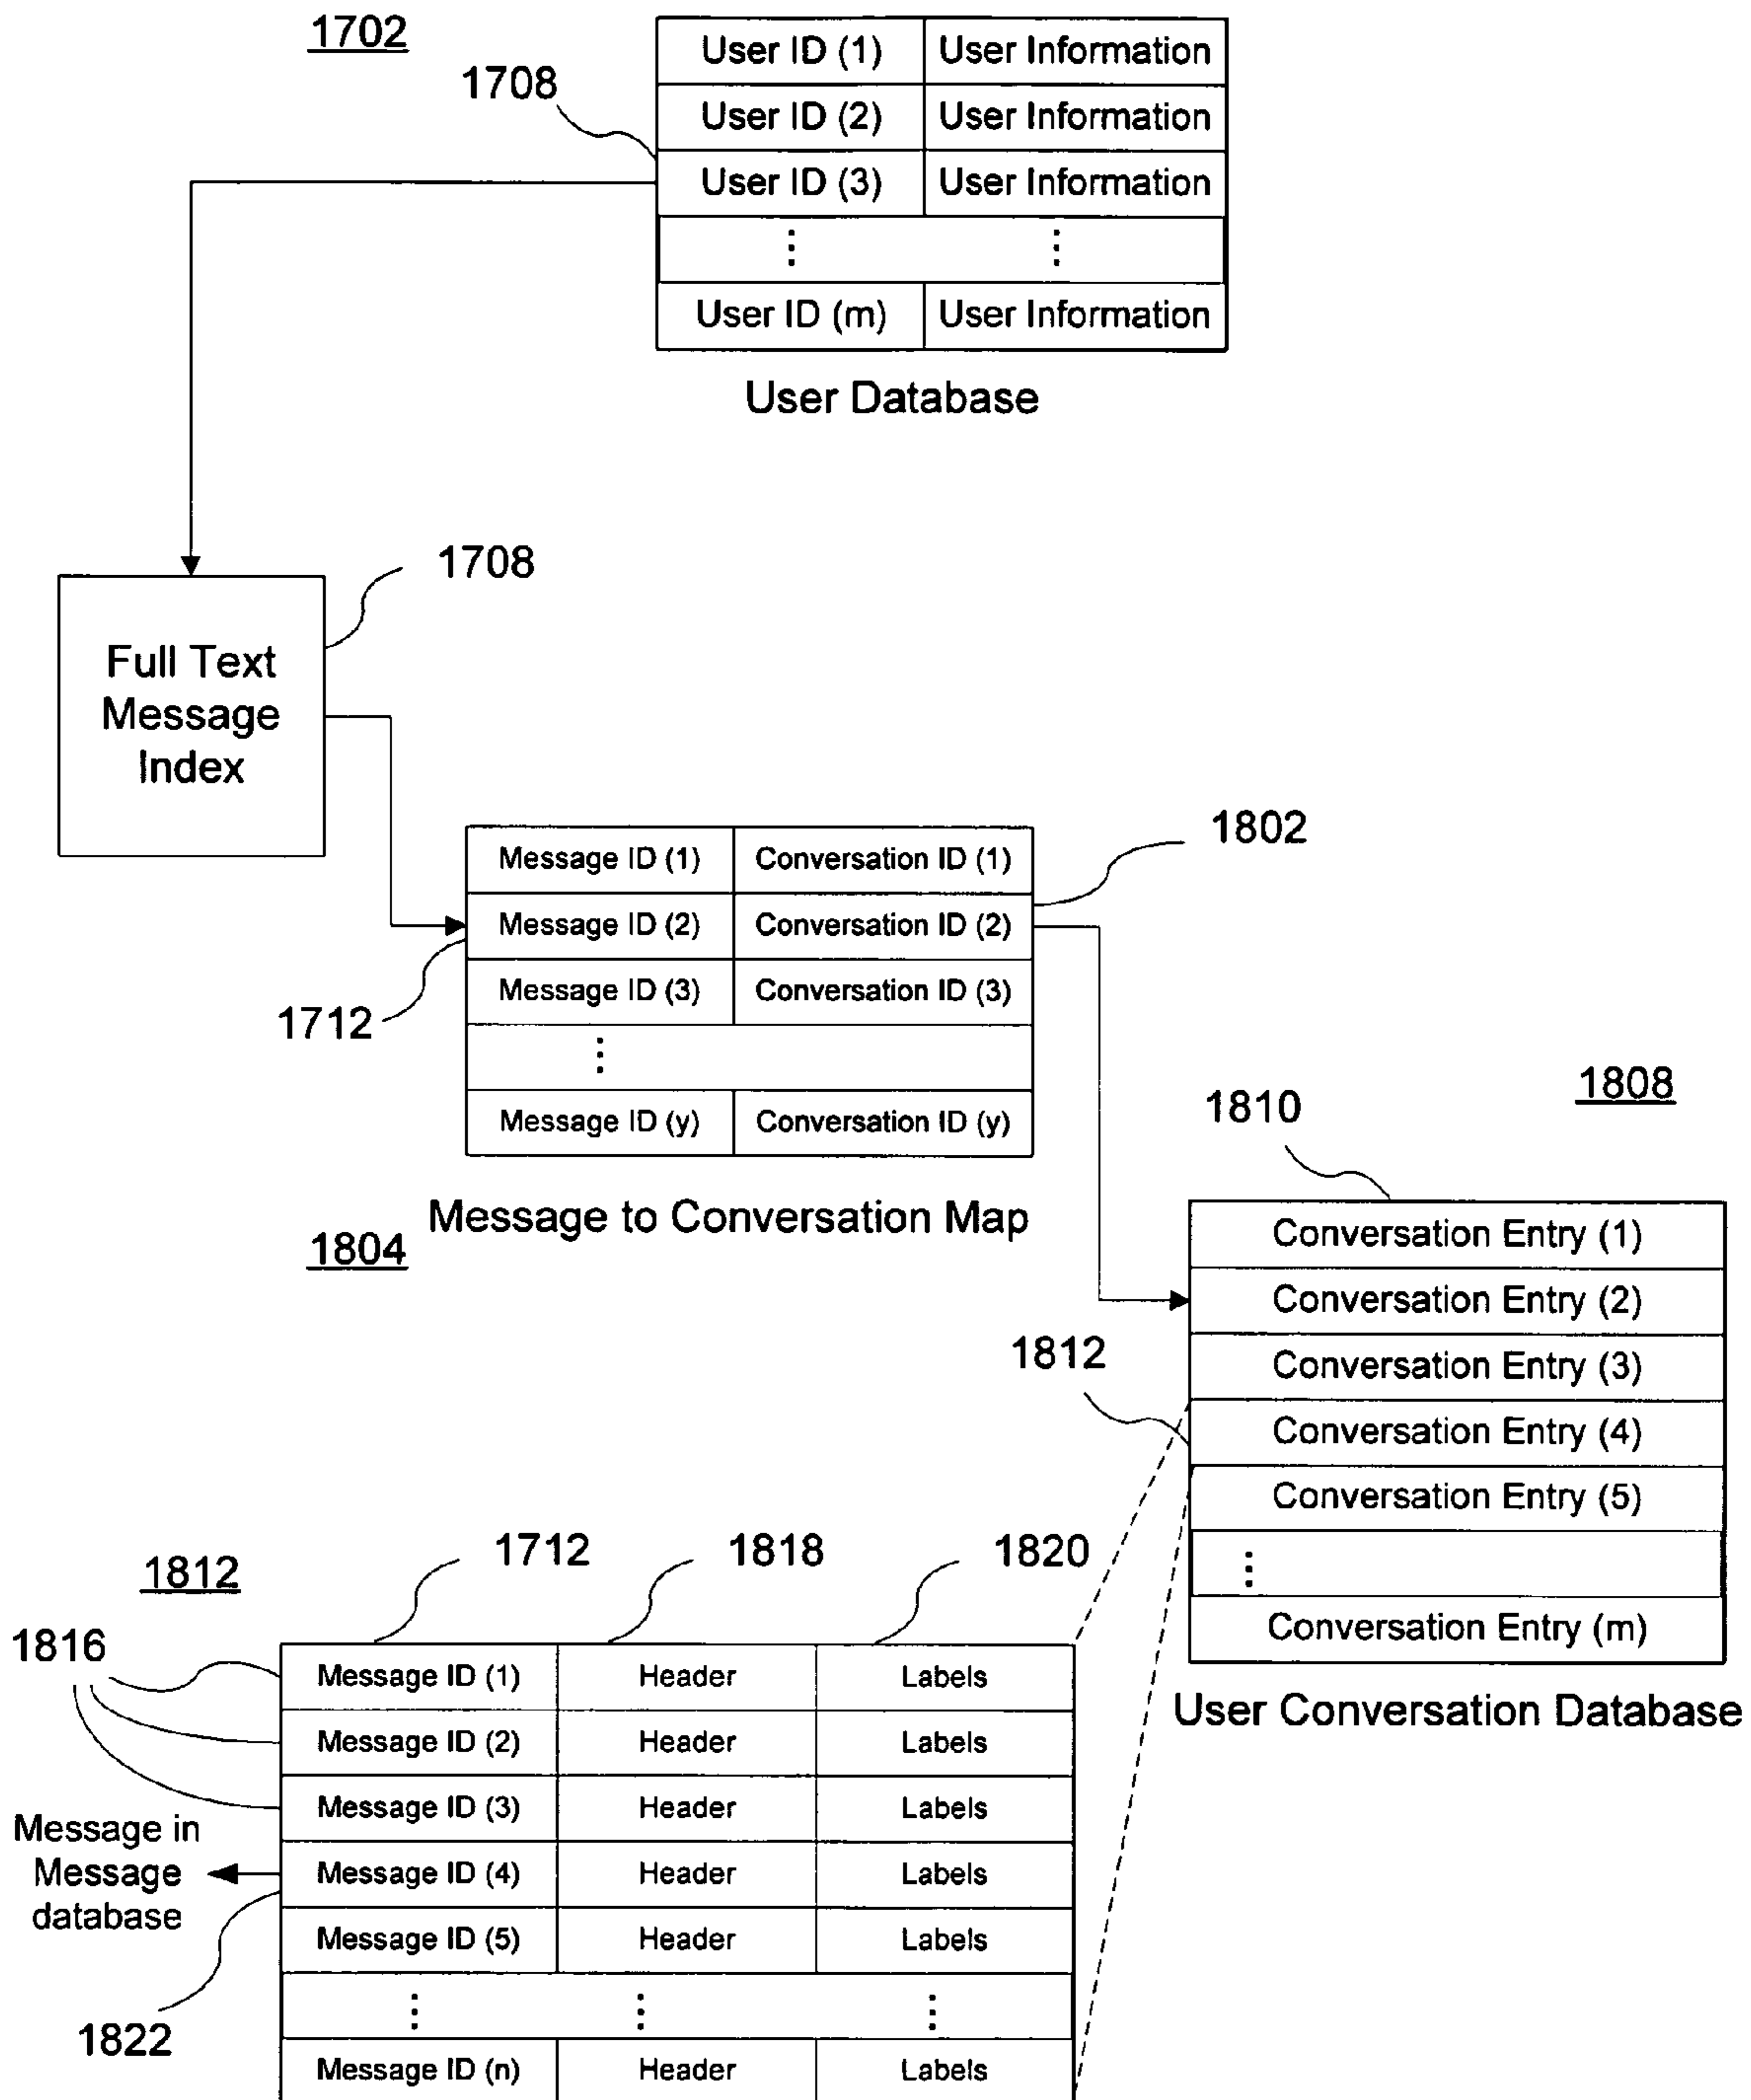 1702
User ID (1) User Information
1708
User ID (2) User Information
User ID (3) User Information
⋮ ⋮
User ID (m) User Information
User Database
1708
Full Text
Message
Index
1802
Message ID (1) Conversation ID (1)
Message ID (2) Conversation ID (2)
Message ID (3) Conversation ID (3)
1712
⋮
Message ID (y) Conversation ID (y)
Message to Conversation Map
1804
1808
1810
Conversation Entry (1)
Conversation Entry (2)
1812
Conversation Entry (3)
Conversation Entry (4)
Conversation Entry (5)
⋮
Conversation Entry (m)
User Conversation Database
1812
1712 1818 1820
1816
Message ID (1) Header Labels
Message ID (2) Header Labels
Message ID (3) Header Labels
Message in
Message
database
Message ID (4) Header Labels
Message ID (5) Header Labels
⋮ ⋮ ⋮
1822
Message ID (n) Header Labels